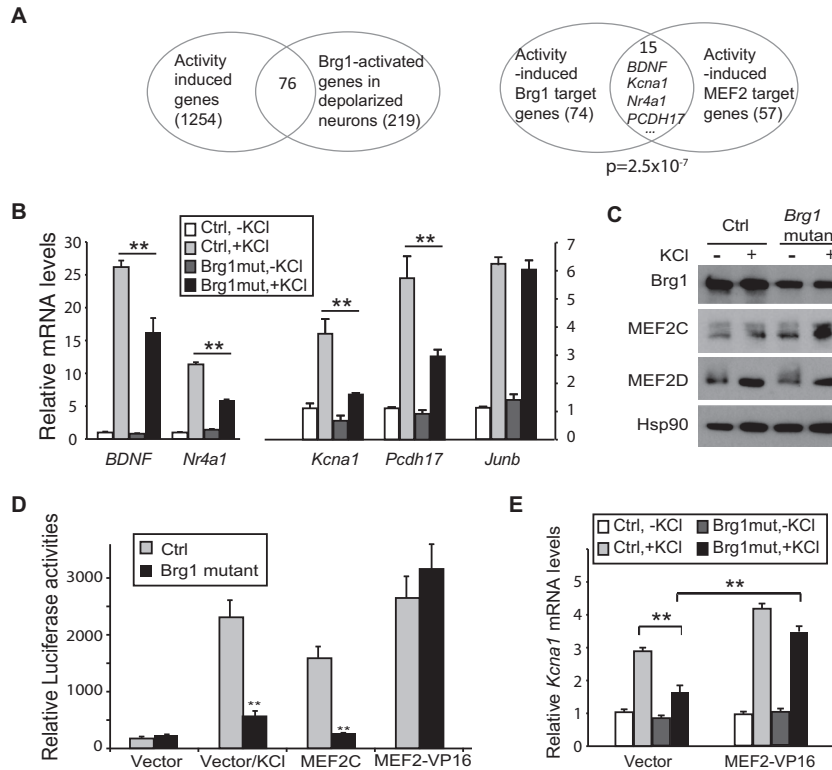 A
Activity
induced
genes
(1254)
76
Brg1-activated
genes in
depolarized
neurons (219)
Activity
-induced
Brg1 target
genes (74)
15
BDNF
Kcna1
Nr4a1
PCDH17
...
Activity
-induced
MEF2 target
genes (57)
p=2.5x10-7
B
Ctrl, -KCl
Ctrl,+KCl
Brg1mut,-KCl
Brg1mut,+KCl
Relative mRNA levels
30
25
20
15
10
5
0
** ** ** **
7
6
5
4
3
2
1
0
BDNF Nr4a1 Kcna1 Pcdh17 Junb
C
Ctrl Brg1
mutant
KCl - + - +
Brg1
MEF2C
MEF2D
Hsp90
D
Ctrl
Brg1 mutant
Relative Luciferase activities
3000
2000
1000
0
** **
Vector Vector/KCl MEF2C MEF2-VP16
E
Ctrl, -KCl Brg1mut,-KCl
Ctrl,+KCl Brg1mut,+KCl
Relative Kcna1 mRNA levels
5
4
3
2
1
0
** **
Vector MEF2-VP16